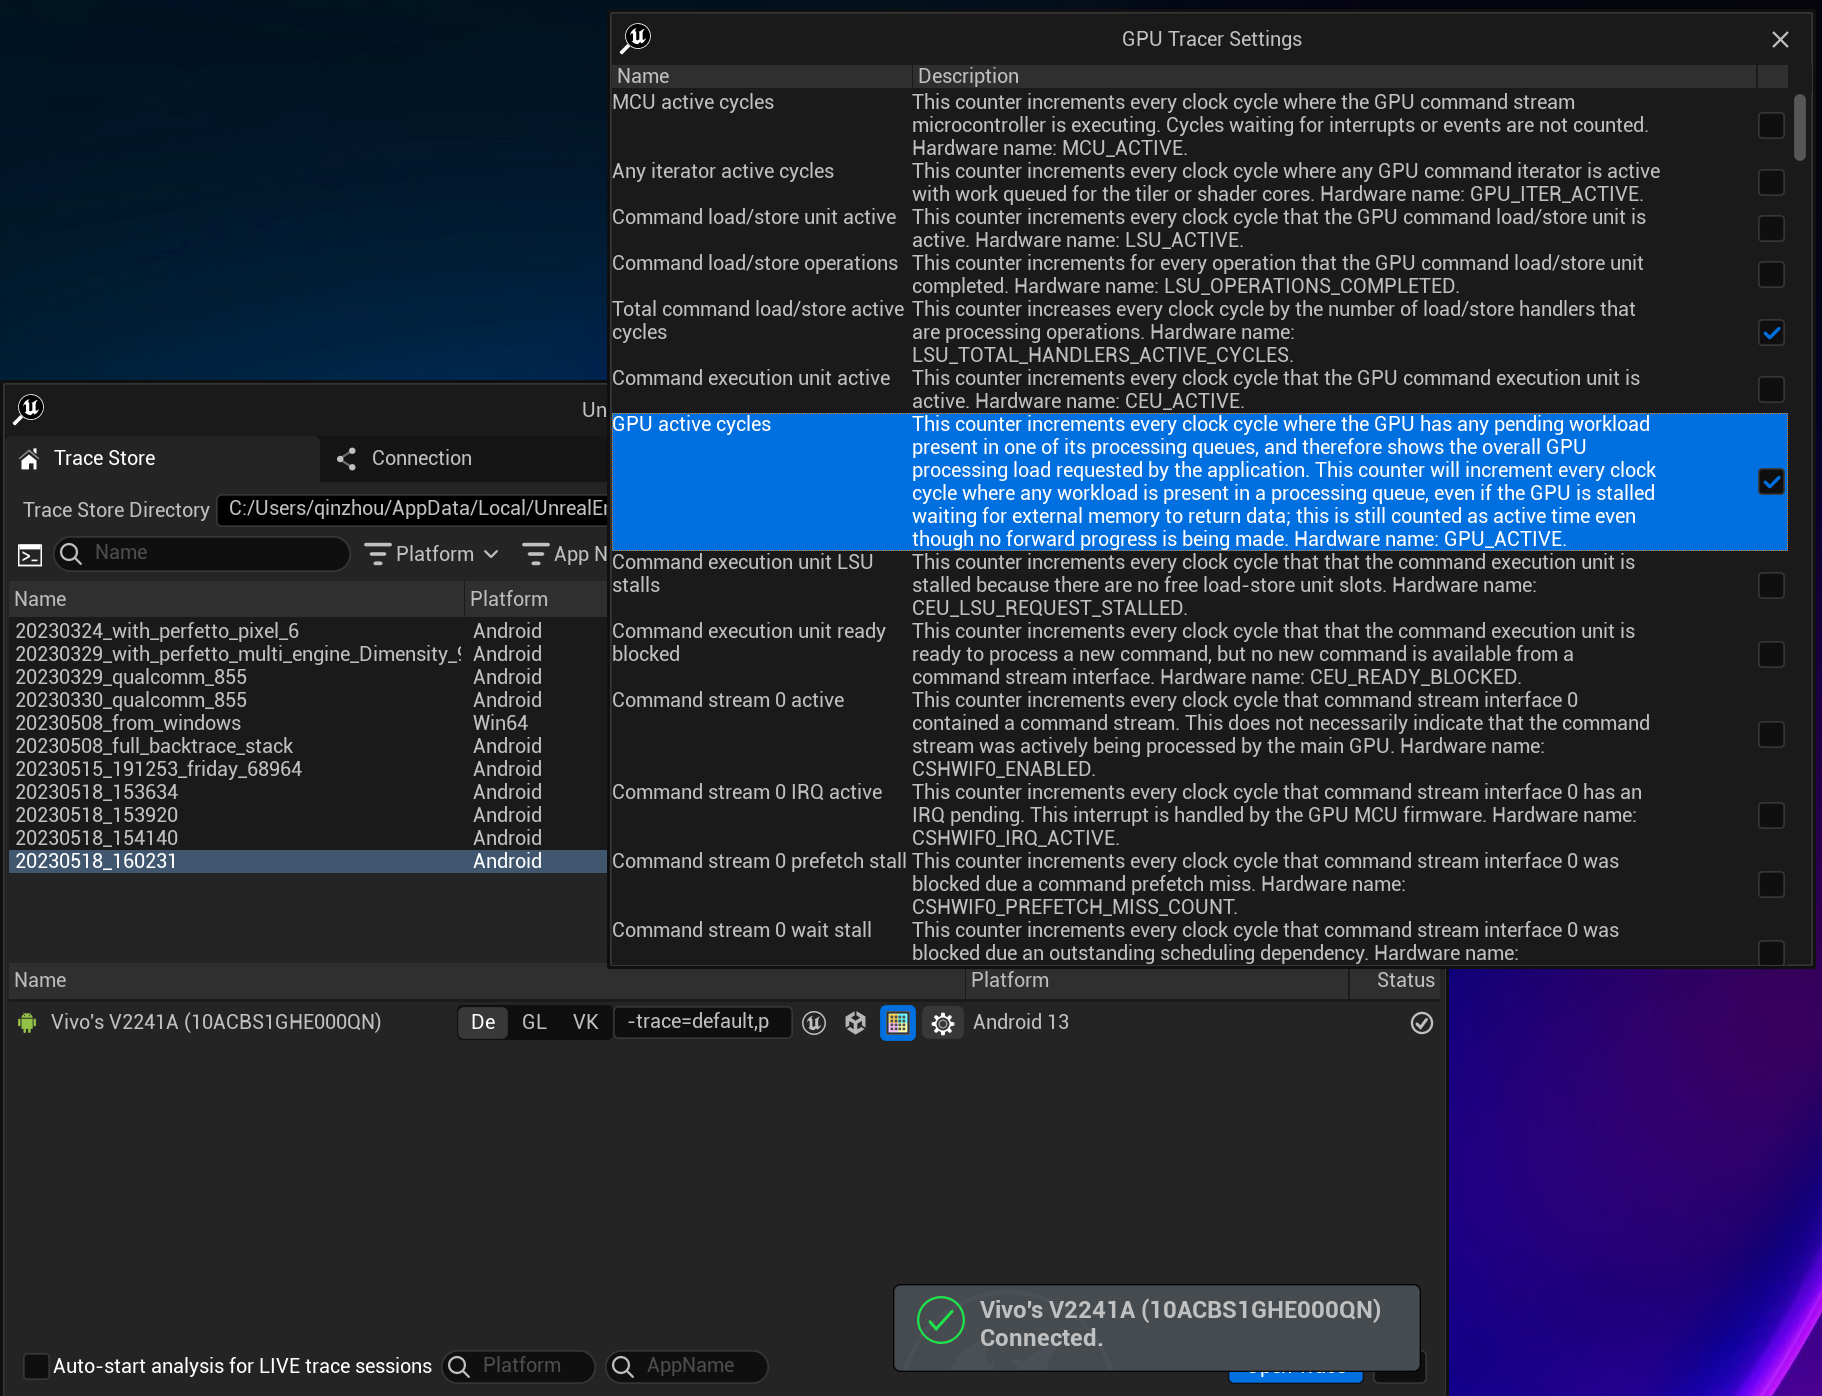 GPU Tracer Settings
Name Description
MCU active cycles This counter increments every clock cycle where the GPU command stream
microcontroller is executing. Cycles waiting for interrupts or events are not counted.
Hardware name: MCU_ACTIVE.
Any iterator active cycles This counter increments every clock cycle where any GPU command iterator is active
with work queued for the tiler or shader cores. Hardware name: GPU_ITER_ACTIVE.
Command load/store unit active This counter increments every clock cycle that the GPU command load/store unit is
active. Hardware name: LSU_ACTIVE.
Command load/store operations This counter increments for every operation that the GPU command load/store unit
completed. Hardware name: LSU_OPERATIONS_COMPLETED.
Total command load/store active This counter increases every clock cycle by the number of load/store handlers that
cycles are processing operations. Hardware name:
LSU_TOTAL_HANDLERS_ACTIVE_CYCLES.
Command execution unit active This counter increments every clock cycle that the GPU command execution unit is
active. Hardware name: CEU_ACTIVE.
GPU active cycles This counter increments every clock cycle where the GPU has any pending workload
present in one of its processing queues, and therefore shows the overall GPU
processing load requested by the application. This counter will increment every clock
cycle where any workload is present in a processing queue, even if the GPU is stalled
waiting for external memory to return data; this is still counted as active time even
though no forward progress is being made. Hardware name: GPU_ACTIVE.
Command execution unit LSU This counter increments every clock cycle that that the command execution unit is
stalls stalled because there are no free load-store unit slots. Hardware name:
CEU_LSU_REQUEST_STALLED.
Command execution unit ready This counter increments every clock cycle that that the command execution unit is
blocked ready to process a new command, but no new command is available from a
command stream interface. Hardware name: CEU_READY_BLOCKED.
Command stream 0 active This counter increments every clock cycle that command stream interface 0
contained a command stream. This does not necessarily indicate that the command
stream was actively being processed by the main GPU. Hardware name:
CSHWIF0_ENABLED.
Command stream 0 IRQ active This counter increments every clock cycle that command stream interface 0 has an
IRQ pending. This interrupt is handled by the GPU MCU firmware. Hardware name:
CSHWIF0_IRQ_ACTIVE.
Command stream 0 prefetch stall This counter increments every clock cycle that command stream interface 0 was
blocked due a command prefetch miss. Hardware name:
CSHWIF0_PREFETCH_MISS_COUNT.
Command stream 0 wait stall This counter increments every clock cycle that command stream interface 0 was
blocked due an outstanding scheduling dependency. Hardware name:
Un
Trace Store Connection
Trace Store Directory C:/Users/qinzhou/AppData/Local/UnrealEn
Name Platform App N
Name Platform
20230324_with_perfetto_pixel_6 Android
20230329_with_perfetto_multi_engine_Dimensity_9 Android
20230329_qualcomm_855 Android
20230330_qualcomm_855 Android
20230508_from_windows Win64
20230508_full_backtrace_stack Android
20230515_191253_friday_68964 Android
20230518_153634 Android
20230518_153920 Android
20230518_154140 Android
20230518_160231 Android
Name Platform Status
Vivo's V2241A (10ACBS1GHE000QN) De GL VK -trace=default,p Android 13
Vivo's V2241A (10ACBS1GHE000QN)
Connected.
Auto-start analysis for LIVE trace sessions Platform AppName